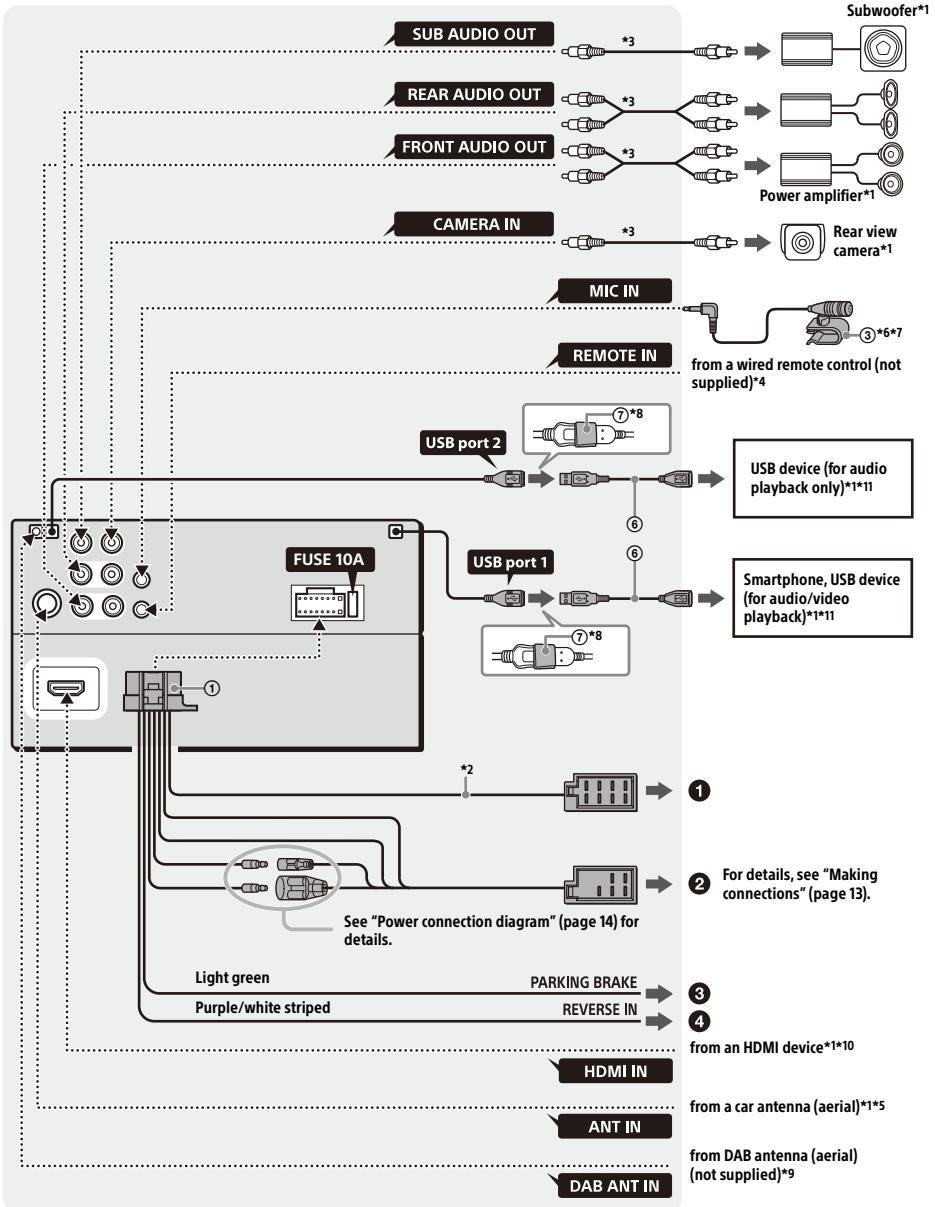 Subwoofer*1
SUB AUDIO OUT
*3
REAR AUDIO OUT
*3
FRONT AUDIO OUT
*3
Power amplifier*1
CAMERA IN
*3
Rear view
camera*1
MIC IN
③*6*7
REMOTE IN
from a wired remote control (not
supplied)*4
⑦*8
USB port 2
USB device (for audio
playback only)*1*11
⑥
FUSE 10A
USB port 1
⑥
Smartphone, USB device
(for audio/video
playback)*1*11
⑦*8
①
*2
❶
❷
For details, see “Making
connections” (page 13).
See “Power connection diagram” (page 14) for
details.
Light green
PARKING BRAKE
❸
Purple/white striped
REVERSE IN
❹
from an HDMI device*1*10
HDMI IN
from a car antenna (aerial)*1*5
ANT IN
from DAB antenna (aerial)
(not supplied)*9
DAB ANT IN